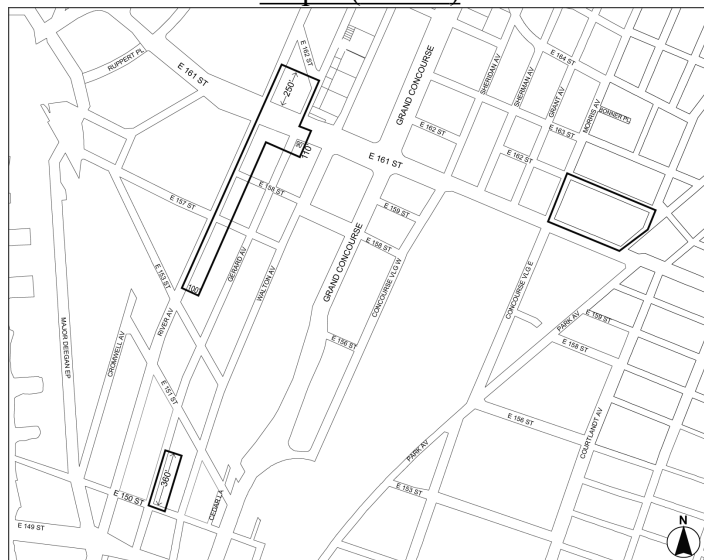 RUPPERT PL
E 161 ST
E 162 ST
250'
GRAND CONCOURSE
SHERIDAN AV
SHERMAN AV
GRANT AV
MORRIS AV
E 164 ST
BONNER PL
E 163 ST
E 162 ST
E 162 ST
E 161 ST
90'
110'
E 157 ST
E 158 ST
E 159 ST
E 158 ST
E 153 ST
100'
GERARD AV
WALTON AV
GRAND CONCOURSE
CONCOURSE VLG W
CONCOURSE VLG E
MAJOR DEEGAN EP
CROMWELL AV
RIVER AV
E 156 ST
PARK AV
E 159 ST
E 158 ST
E 151 ST
E 156 ST
COURTLANDT AV
PARK AV
360'
E 150 ST
CEDAR LA
E 153 ST
E 149 ST
N